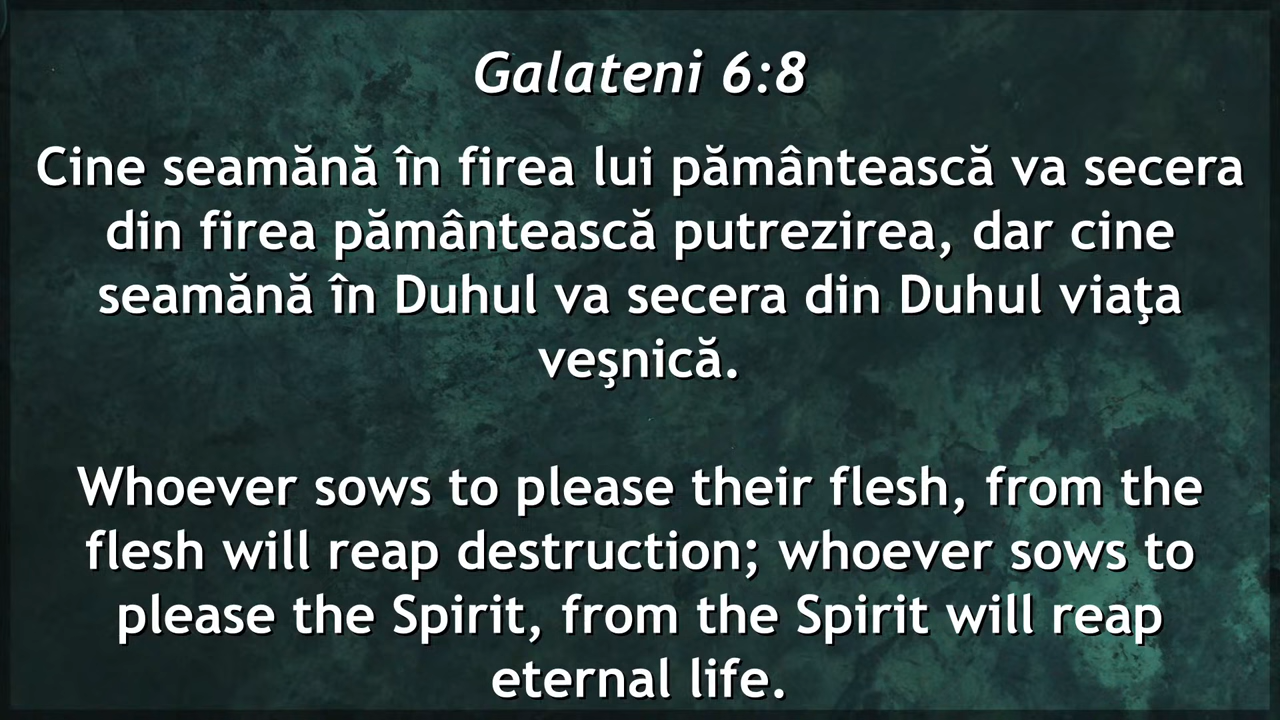 Galateni 6:8
Cine seamănă în firea lui pământească va secera
din firea pământească putrezirea, dar cine
seamănă în Duhul va secera din Duhul viaţa
veşnică.
Whoever sows to please their flesh, from the
flesh will reap destruction; whoever sows to
please the Spirit, from the Spirit will reap
eternal life.